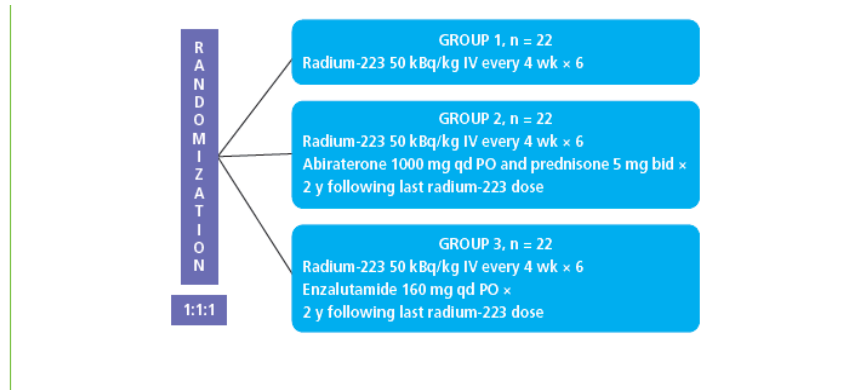 RANDOMIZATION
1:1:1
GROUP 1, n = 22
Radium-223 50 kBq/kg IV every 4 wk × 6
GROUP 2, n = 22
Radium-223 50 kBq/kg IV every 4 wk × 6
Abiraterone 1000 mg qd PO and prednisone 5 mg bid ×
2 y following last radium-223 dose
GROUP 3, n = 22
Radium-223 50 kBq/kg IV every 4 wk × 6
Enzalutamide 160 mg qd PO ×
2 y following last radium-223 dose